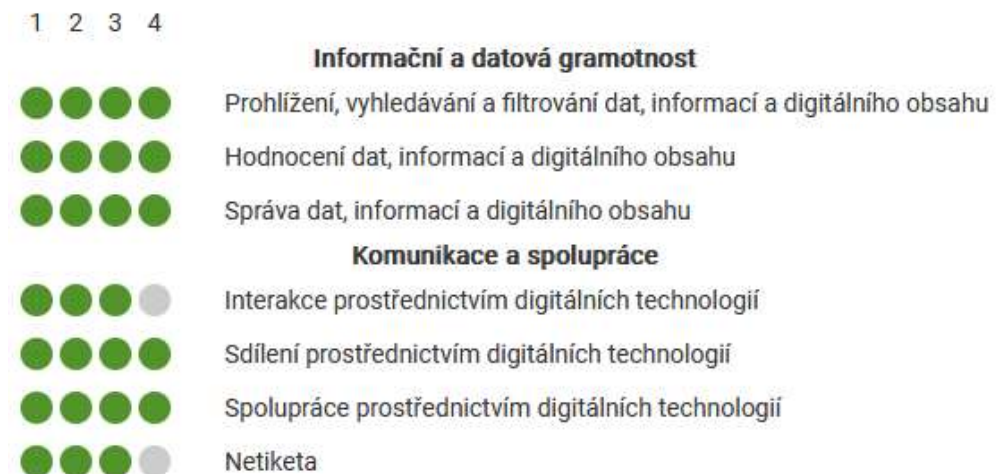 1 2 3 4
Informační a datová gramotnost
Prohlížení, vyhledávání a filtrování dat, informací a digitálního obsahu
Hodnocení dat, informací a digitálního obsahu
Správa dat, informací a digitálního obsahu
Komunikace a spolupráce
Interakce prostřednictvím digitálních technologií
Sdílení prostřednictvím digitálních technologií
Spolupráce prostřednictvím digitálních technologií
Netiketa